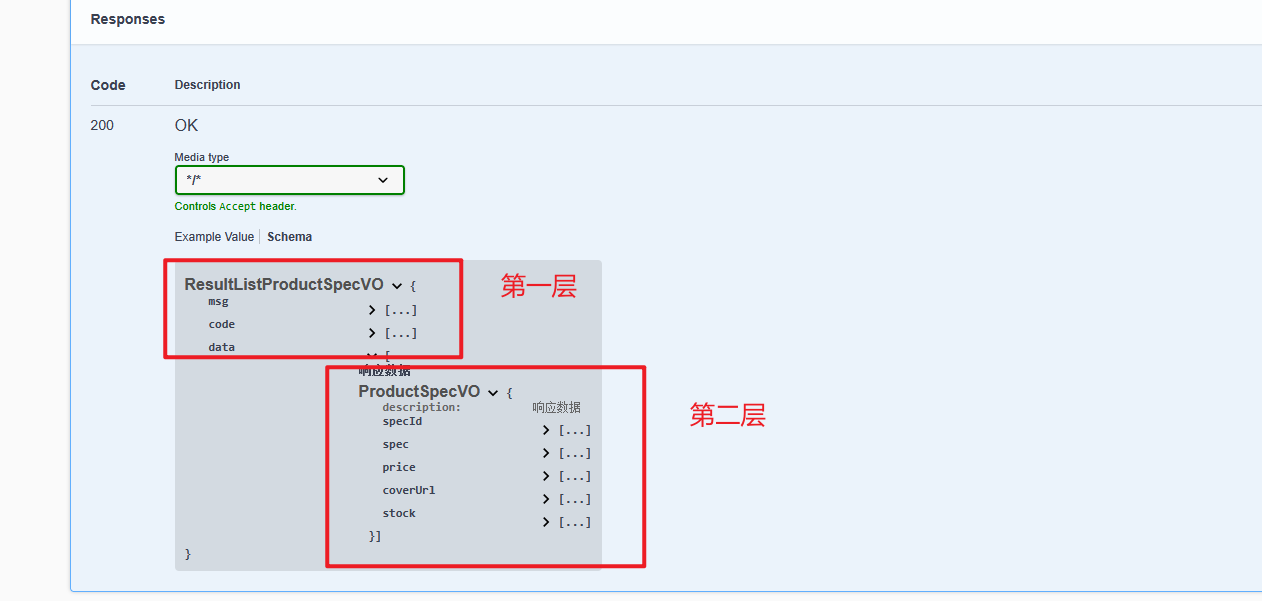 Responses
Code Description
200 OK
Media type
*/*
Controls Accept header.
Example Value Schema
ResultListProductSpecVO { 第一层
msg [...]
code [...]
data [
响应数据
ProductSpecVO {
description: 响应数据
specId [...]
第二层
spec [...]
price [...]
coverUrl [...]
stock [...]
}]
}